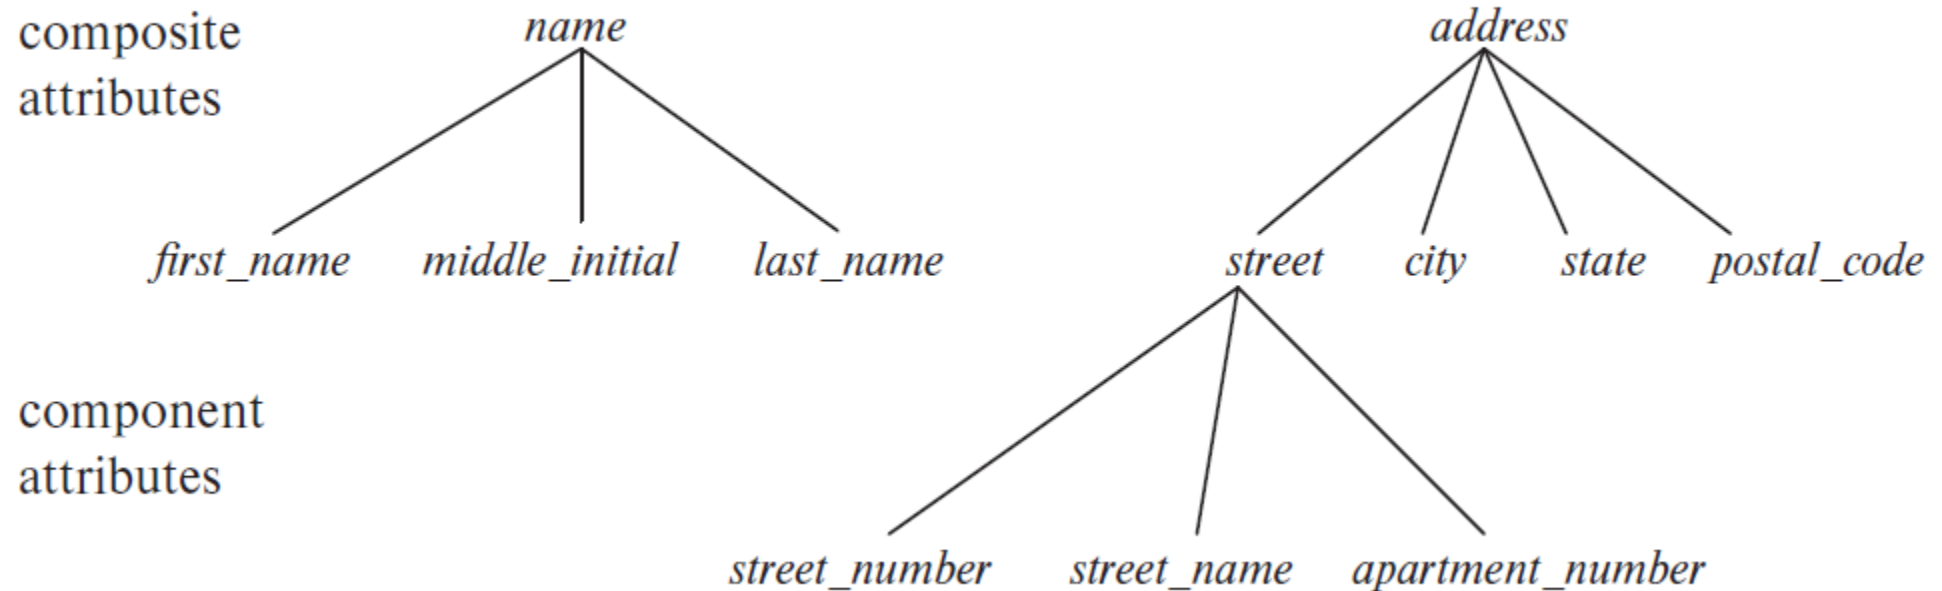 composite name address
attributes
first_name middle_initial last_name street city state postal_code
component
attributes
street_number street_name apartment_number